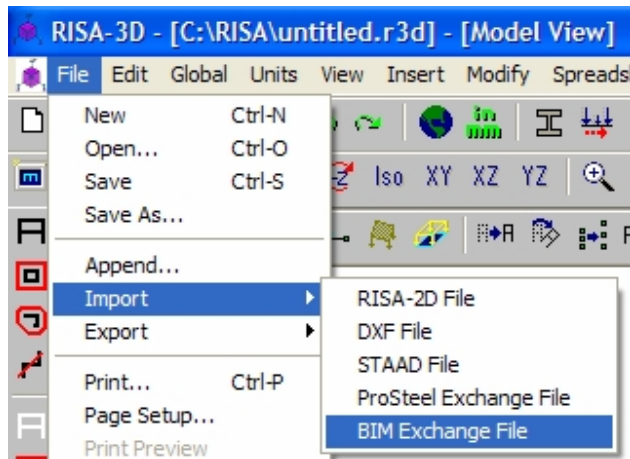 RISA-3D - [C:\RISA\untitled.r3d] - [Model View]
File Edit Global Units View Insert Modify
New Ctrl-N
Open... Ctrl-O
in
mm
Save Ctrl-S
Iso XY XZ YZ
Save As...
Append...
Import
RISA-2D File
Export
DXF File
STAAD File
Print... Ctrl-P
ProSteel Exchange File
Page Setup...
BIM Exchange File
Print Preview